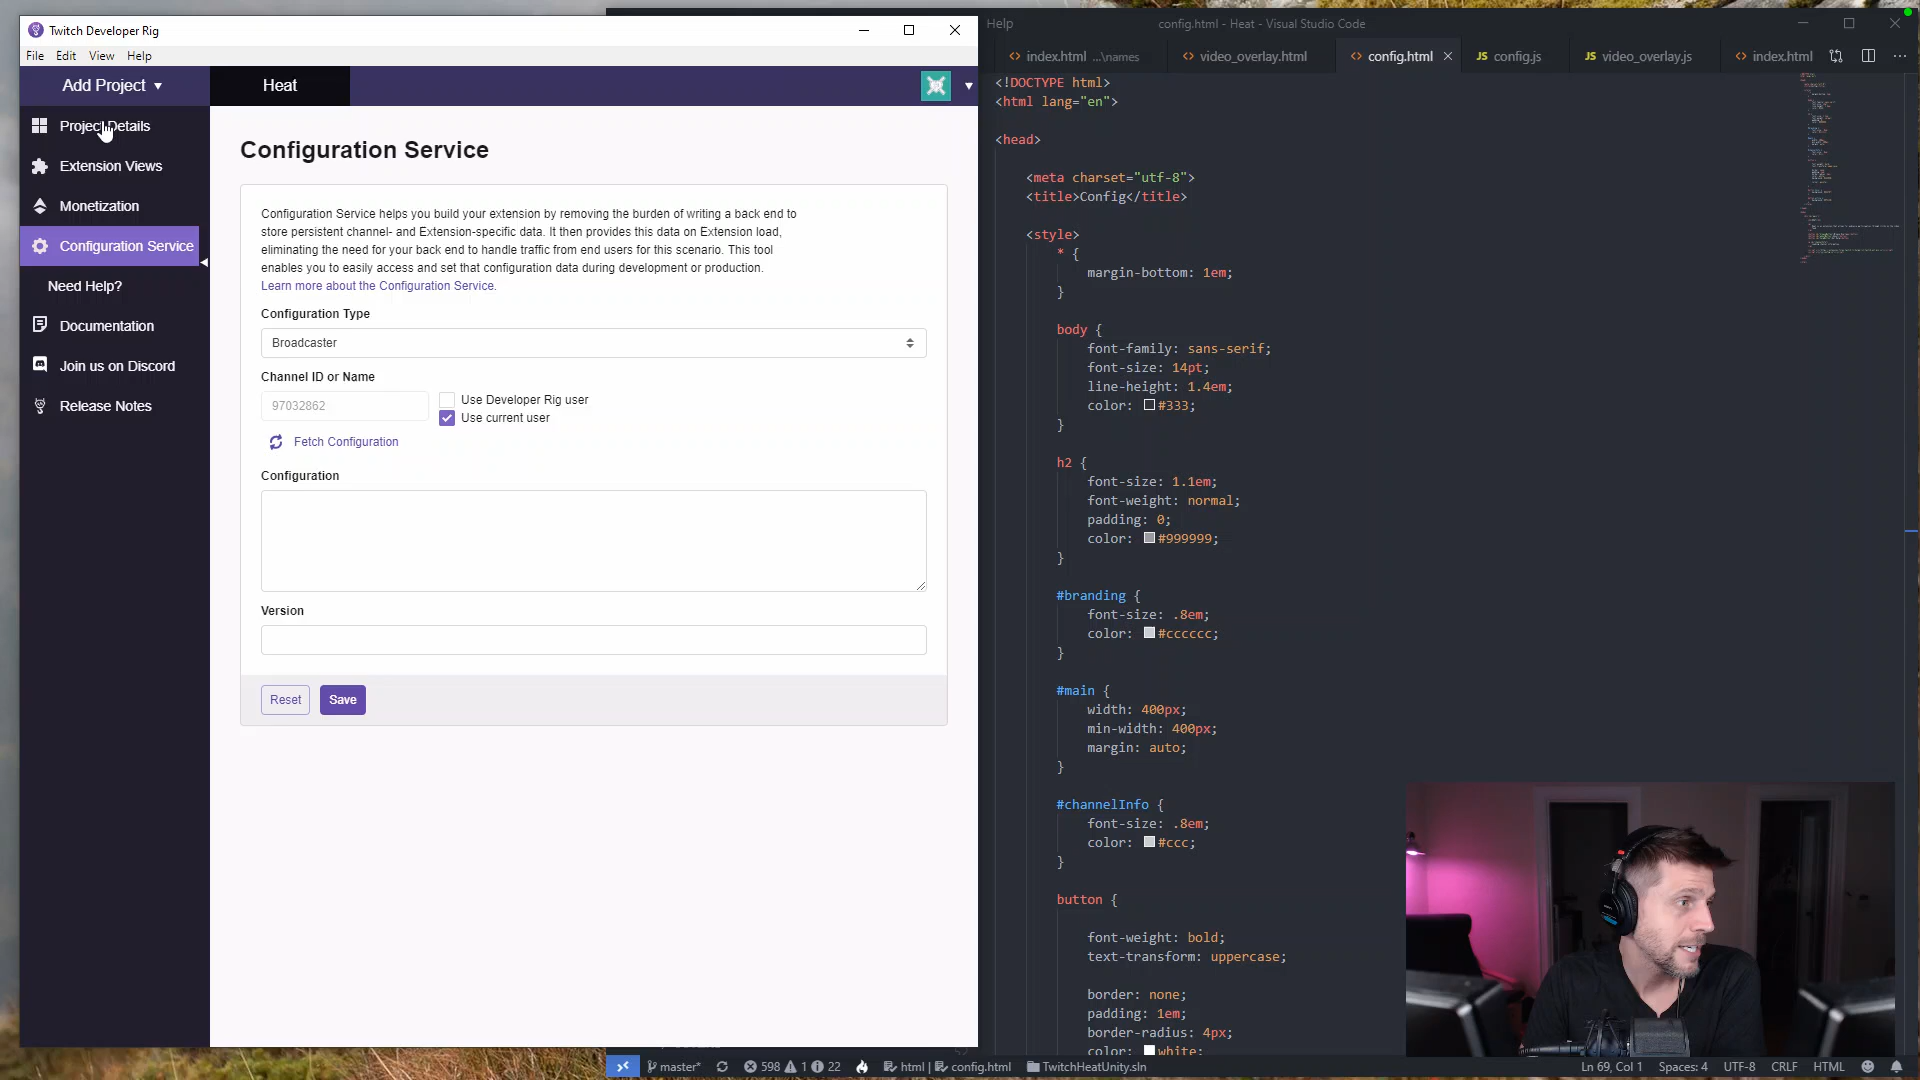 Twitch Developer Rig
File Edit View Help
Add Project
Heat
Project Details
Extension Views
Monetization
Configuration Service
Need Help?
Documentation
Join us on Discord
Release Notes
Configuration Service
Configuration Service helps you build your extension by removing the burden of writing a back end to
store persistent channel- and Extension-specific data. It then provides this data on Extension load,
eliminating the need for your back end to handle traffic from end users for this scenario. This tool
enables you to easily access and set that configuration data during development or production.
Learn more about the Configuration Service.
Configuration Type
Broadcaster
Channel ID or Name
97032862
Use Developer Rig user
Use current user
Fetch Configuration
Configuration
Version
Reset Save
Help config.html - Heat - Visual Studio Code
index.html ...\names video_overlay.html config.html JS config.js JS video_overlay.js index.html
<!DOCTYPE html>
<html lang="en">
<head>
<meta charset="utf-8">
<title>Config</title>
<style>
* {
margin-bottom: 1em;
}
body {
font-family: sans-serif;
font-size: 14pt;
line-height: 1.4em;
color: #333;
}
h2 {
font-size: 1.1em;
font-weight: normal;
padding: 0;
color: #999999;
}
#branding {
font-size: .8em;
color: #cccccc;
}
#main {
width: 400px;
min-width: 400px;
margin: auto;
}
#channelInfo {
font-size: .8em;
color: #ccc;
}
button {
font-weight: bold;
text-transform: uppercase;
border: none;
padding: 1em;
border-radius: 4px;
color: white;
master* 598 1 22 html | config.html TwitchHeatUnity.sln Ln 69, Col 1 Spaces: 4 UTF-8 CRLF HTML